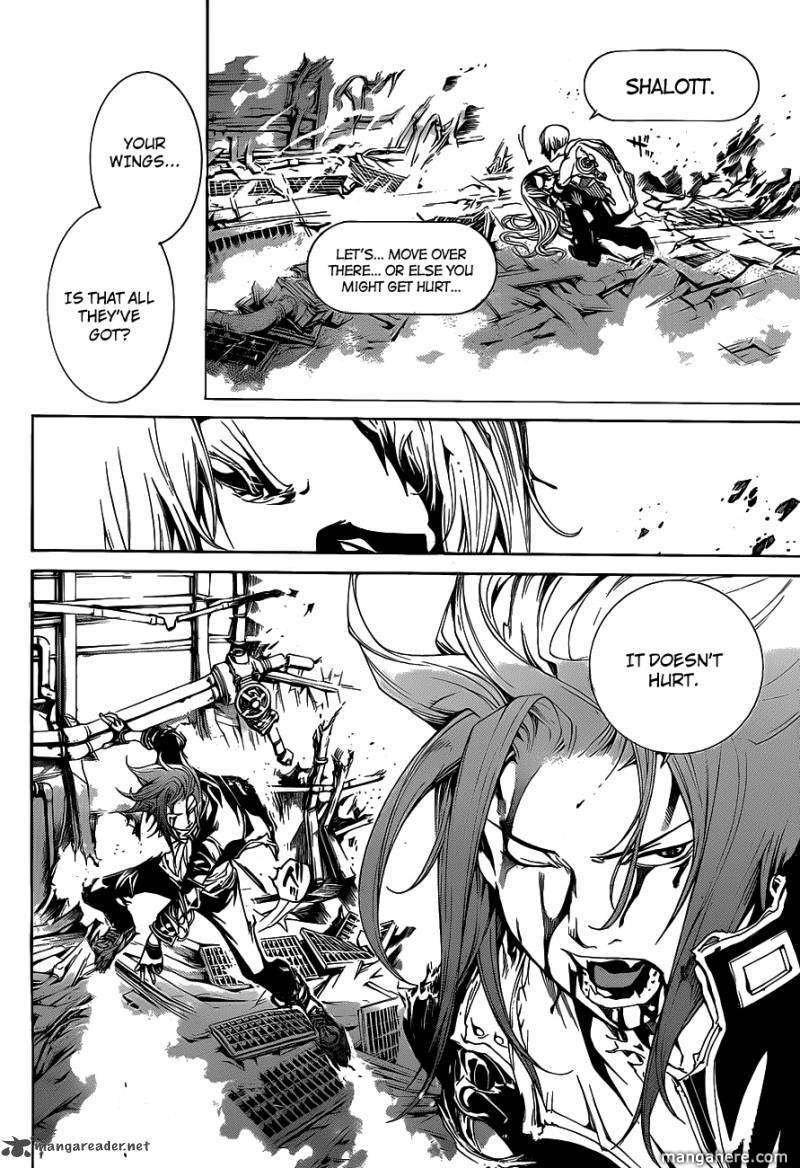 SHALOTT.
LET'S... MOVE OVER
THERE... OR ELSE YOU
MIGHT GET HURT...
YOUR
WINGS...
IS THAT ALL
THEY'VE
GOT?
IT DOESN'T
HURT.
mangareader.net
mangahere.com